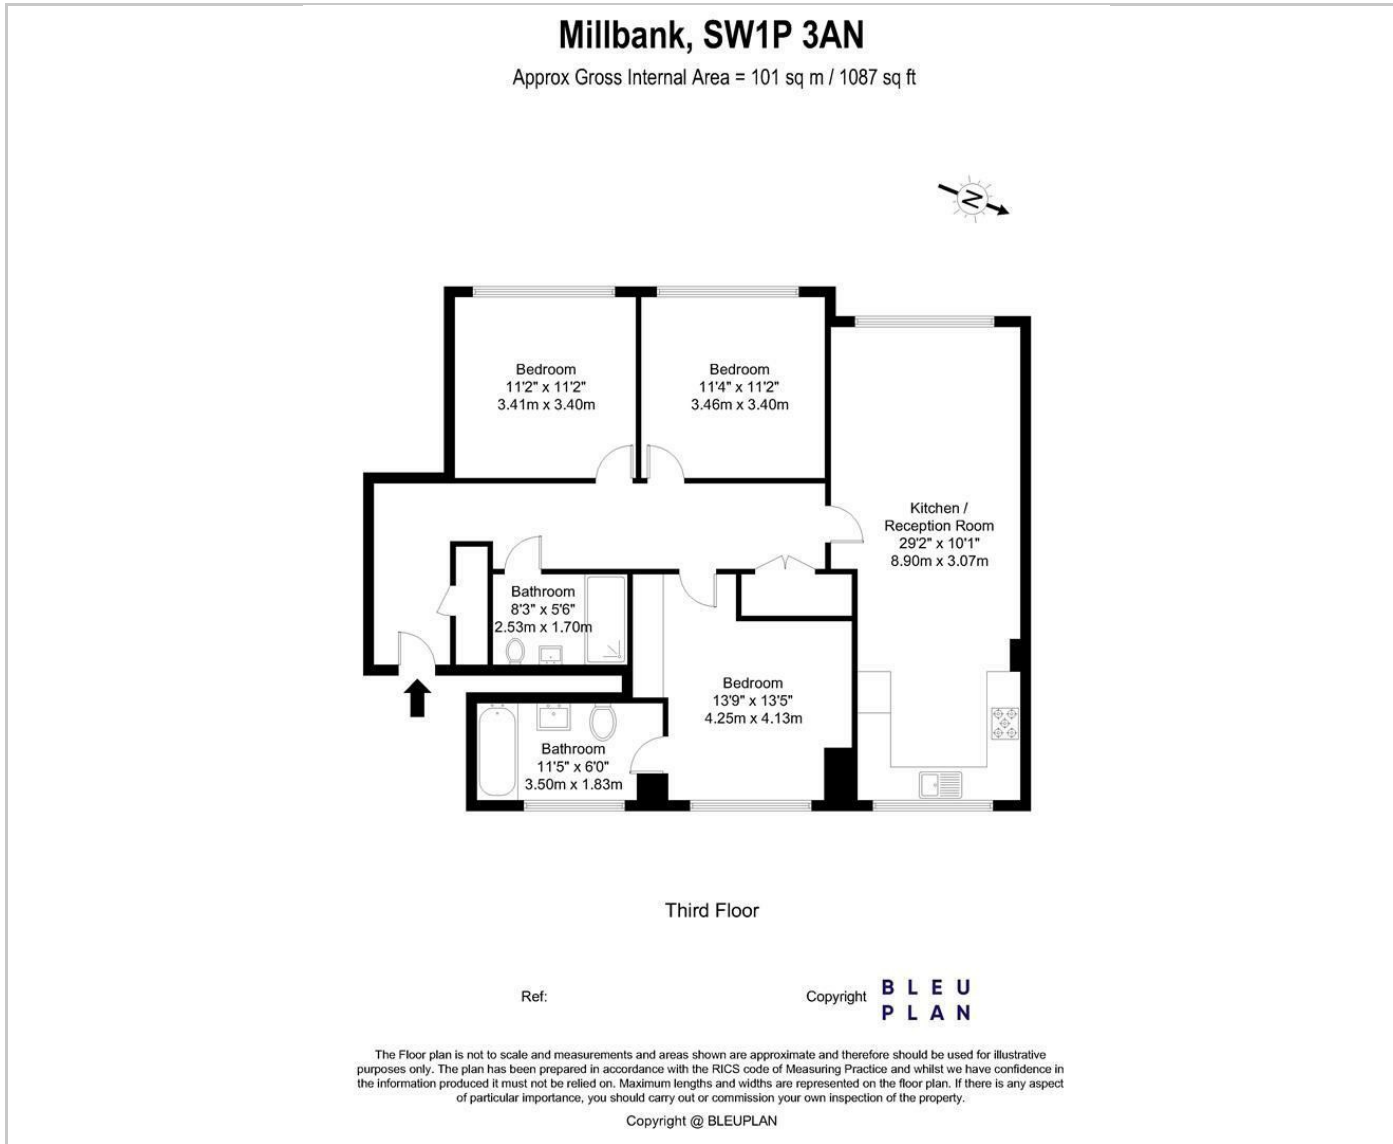 Millbank, SW1P 3AN
Approx Gross Internal Area = 101 sq m / 1087 sq ft
N
Bedroom
11'2" x 11'2"
3.41m x 3.40m
Bedroom
11'4" x 11'2"
3.46m x 3.40m
Kitchen /
Reception Room
29'2" x 10'1"
8.90m x 3.07m
Bathroom
8'3" x 5'6"
2.53m x 1.70m
Bedroom
13'9" x 13'5"
4.25m x 4.13m
Bathroom
11'5" x 6'0"
3.50m x 1.83m
Third Floor
Ref:
Copyright
BLEU
PLAN
The Floor plan is not to scale and measurements and areas shown are approximate and therefore should be used for illustrative
purposes only. The plan has been prepared in accordance with the RICS code of Measuring Practice and whilst we have confidence in
the information produced it must not be relied on. Maximum lengths and widths are represented on the floor plan. If there is any aspect
of particular importance, you should carry out or commission your own inspection of the property.
Copyright @ BLEUPLAN